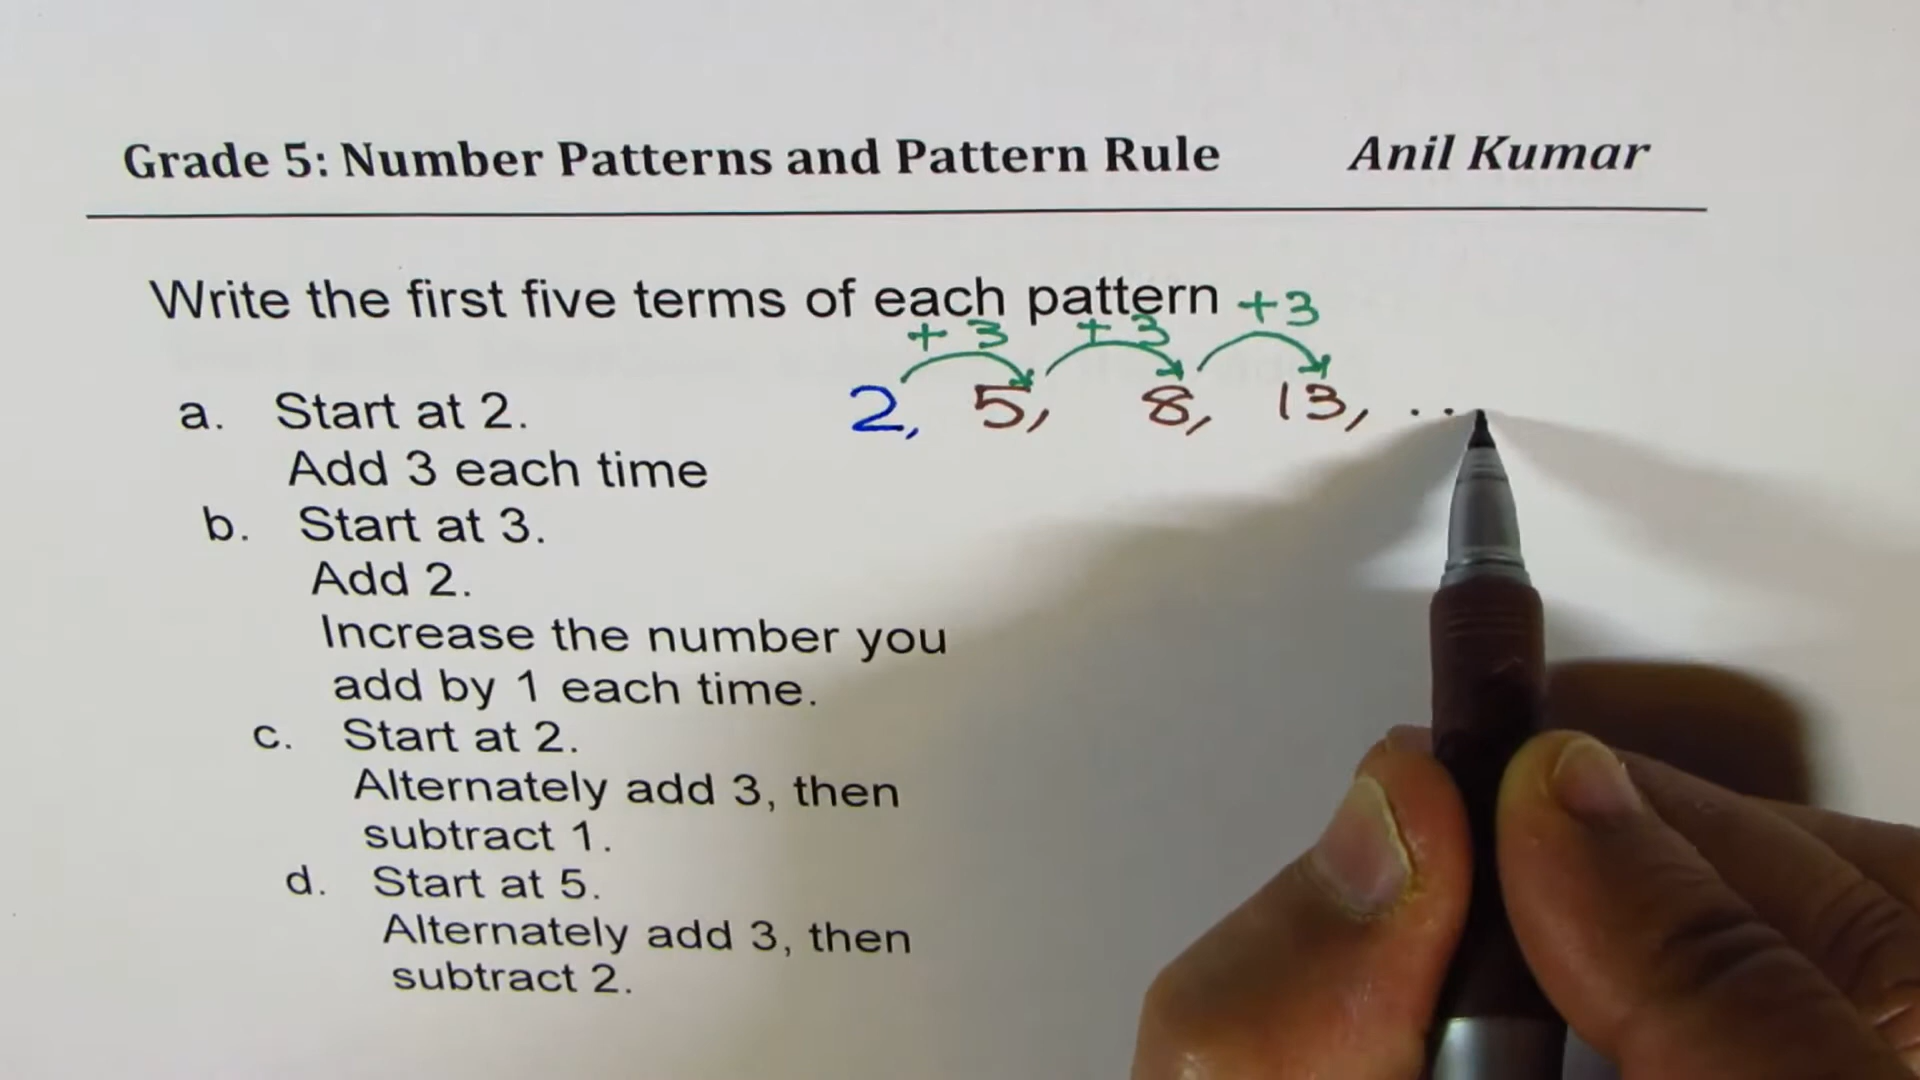 Grade 5: Number Patterns and Pattern Rule Anil Kumar
Write the first five terms of each pattern +3
+3 +3
a. Start at 2. 2, 5, 8, 13, ...
Add 3 each time
b. Start at 3.
Add 2.
Increase the number you
add by 1 each time.
c. Start at 2.
Alternately add 3, then
subtract 1.
d. Start at 5.
Alternately add 3, then
subtract 2.